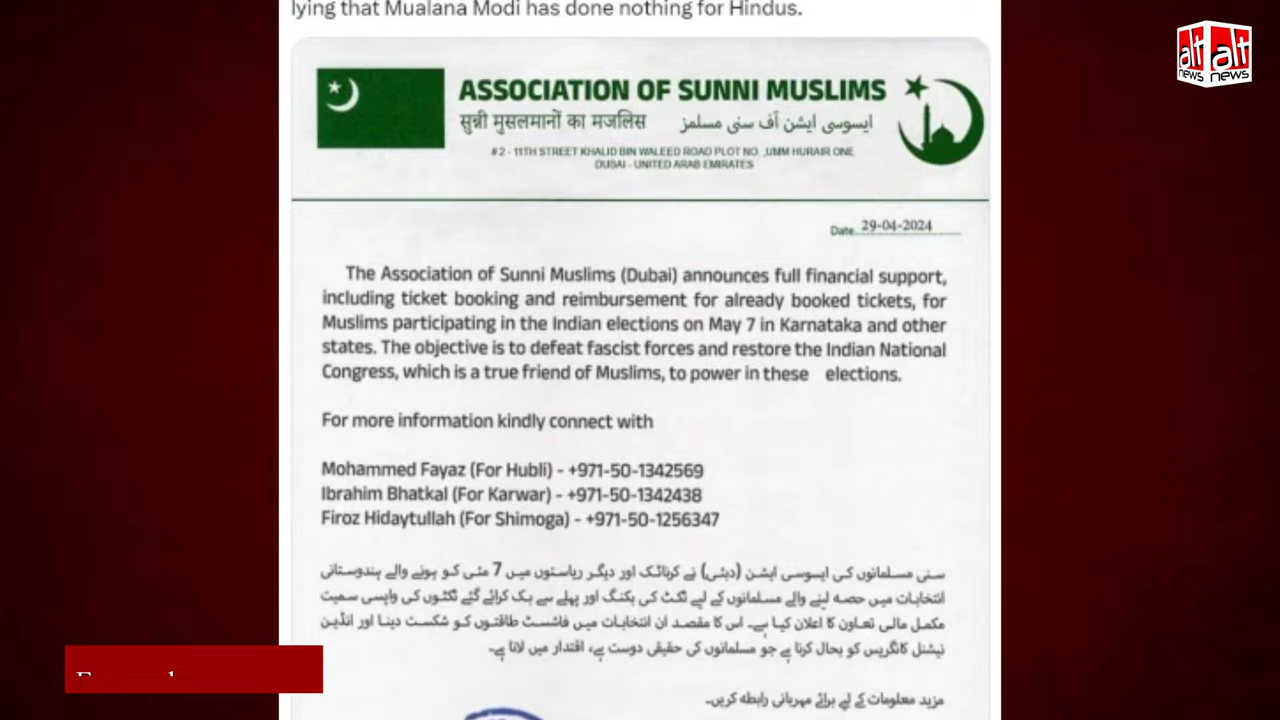 lying that Mualana Modi has done nothing for Hindus.
alt alt
news news
ASSOCIATION OF SUNNI MUSLIMS
सुन्नी मुसलमानों का मजलिस ایسوسی ایشن آف سنی مسلمز
#2 - 11TH STREET KHALID BIN WALEED ROAD PLOT NO. ,UMM HURAIR ONE
DUBAI - UNITED ARAB EMIRATES
Date 29-04-2024
The Association of Sunni Muslims (Dubai) announces full financial support,
including ticket booking and reimbursement for already booked tickets, for
Muslims participating in the Indian elections on May 7 in Karnataka and other
states. The objective is to defeat fascist forces and restore the Indian National
Congress, which is a true friend of Muslims, to power in these elections.
For more information kindly connect with
Mohammed Fayaz (For Hubli) - +971-50-1342569
Ibrahim Bhatkal (For Karwar) - +971-50-1342438
Firoz Hidaytullah (For Shimoga) - +971-50-1256347
سنی مسلمانوں کی ایسوسی ایشن (دبئی) نے کرناٹک اور دیگر ریاستوں میں 7 مئی کو ہونے والے ہندوستانی
انتخابات میں حصہ لینے والے مسلمانوں کے لیے ٹکٹ کی بکنگ اور پہلے سے بک کرائے گئے ٹکٹوں کی واپسی سمیت
مکمل مالی تعاون کا اعلان کیا ہے۔ اس کا مقصد ان انتخابات میں فاشسٹ طاقتوں کو شکست دینا اور انڈین
نیشنل کانگریس کو بحال کرنا ہے جو مسلمانوں کی حقیقی دوست ہے، اقتدار میں لانا ہے۔
مزید معلومات کے لیے برائے مہربانی رابطہ کریں۔